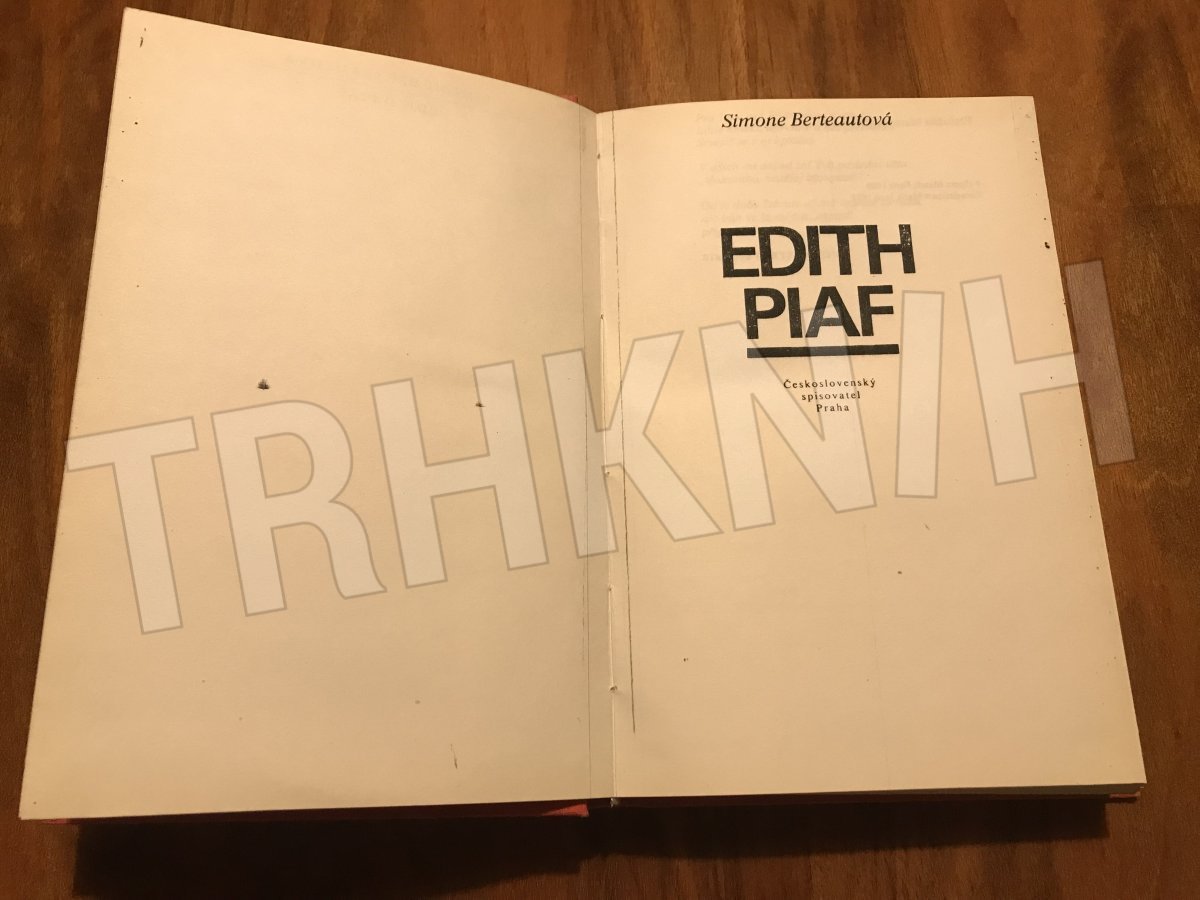 Simone Berteautová
EDITH
PIAF
Československý
spisovatel
Praha
TRHKNIH